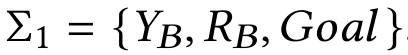 Σ₁ = {Y_B, R_B, Goal}.